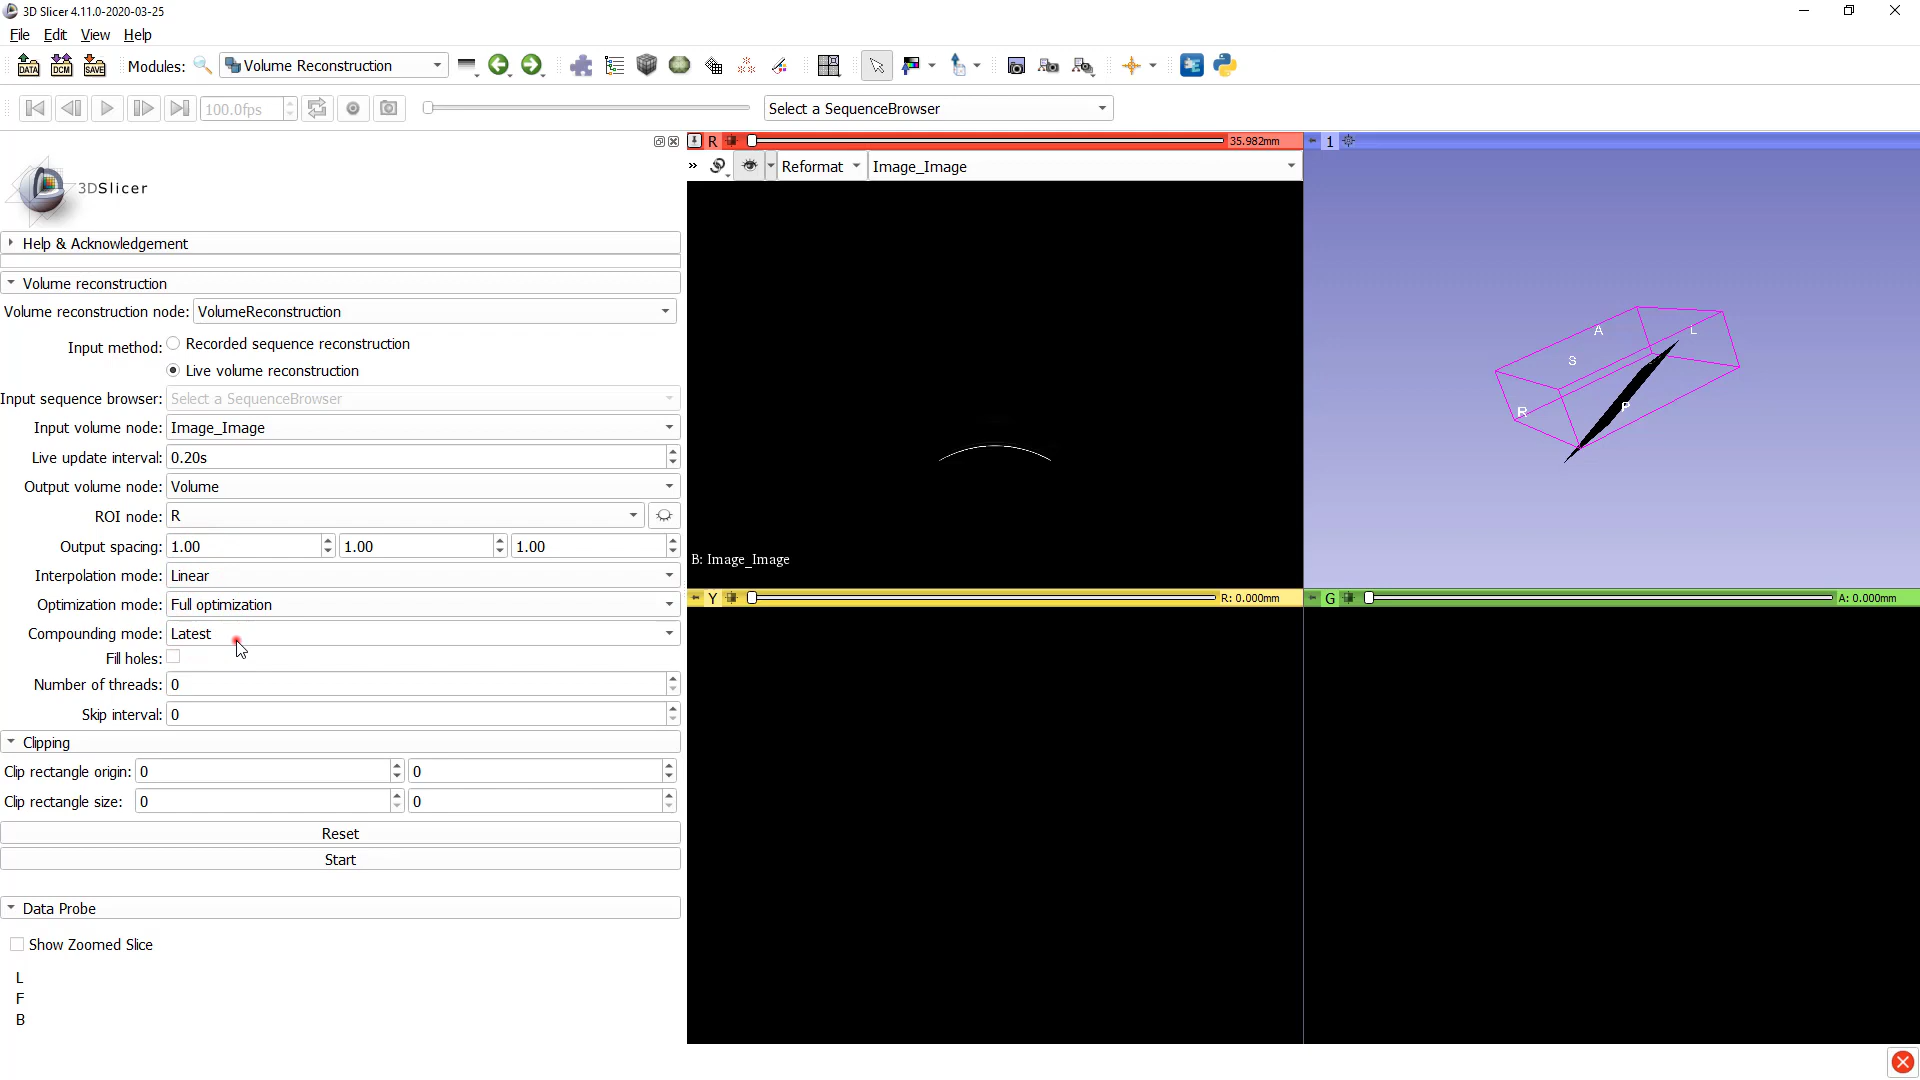 3D Slicer 4.11.0-2020-03-25
File Edit View Help
DATA DCM SAVE Modules: Volume Reconstruction
100.0fps Select a SequenceBrowser
R 35.982mm 1
Reformat Image_Image
3DSlicer
Help & Acknowledgement
Volume reconstruction
Volume reconstruction node: VolumeReconstruction
Input method: Recorded sequence reconstruction
Live volume reconstruction
Input sequence browser: Select a SequenceBrowser
Input volume node: Image_Image
Live update interval: 0.20s
Output volume node: Volume
ROI node: R
Output spacing: 1.00 1.00 1.00
Interpolation mode: Linear
Optimization mode: Full optimization
Compounding mode: Latest
Fill holes:
Number of threads: 0
Skip interval: 0
Clipping
Clip rectangle origin: 0 0
Clip rectangle size: 0 0
Reset
Start
Data Probe
Show Zoomed Slice
L
F
B
B: Image_Image
A
L
S
R
P
Y R: 0.000mm
G A: 0.000mm